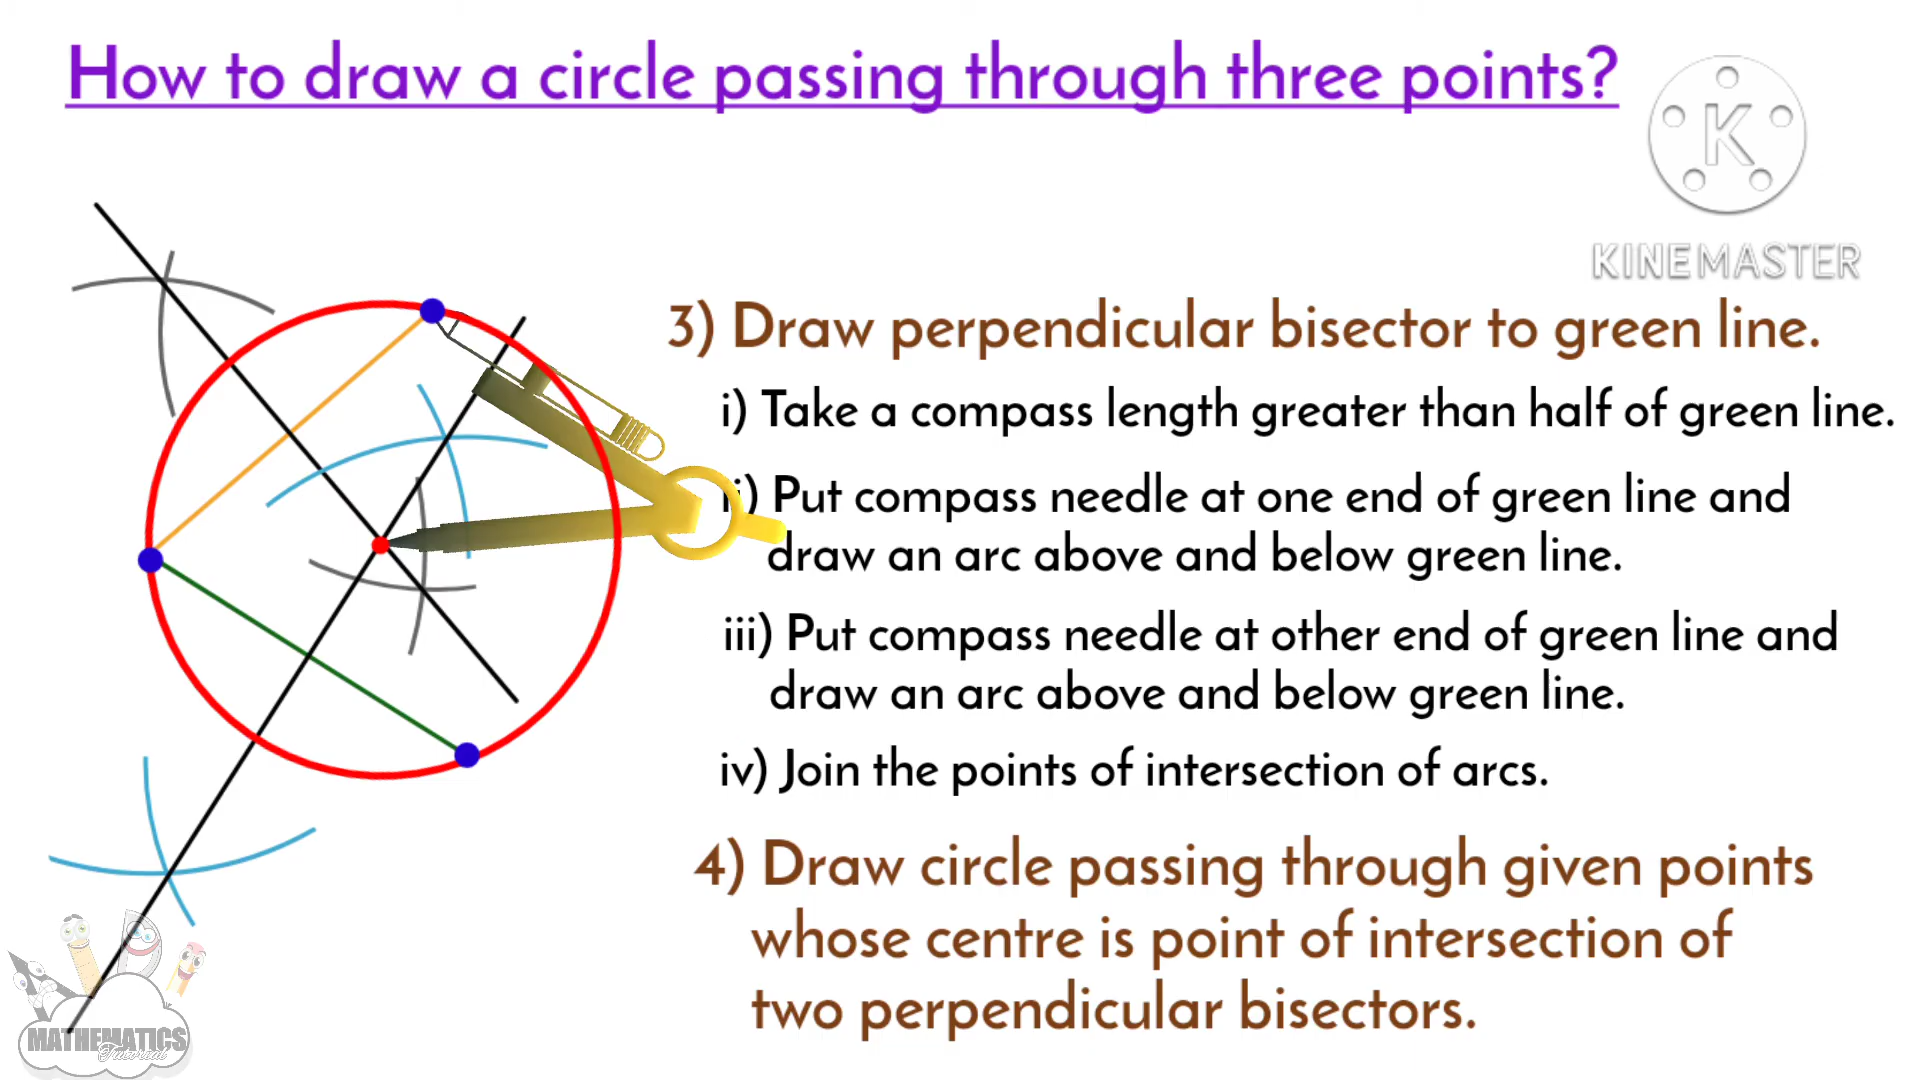 How to draw a circle passing through three points?
K
KINEMASTER
3) Draw perpendicular bisector to green line.
i) Take a compass length greater than half of green line.
ii) Put compass needle at one end of green line and
draw an arc above and below green line.
iii) Put compass needle at other end of green line and
draw an arc above and below green line.
iv) Join the points of intersection of arcs.
4) Draw circle passing through given points
whose centre is point of intersection of
two perpendicular bisectors.
MATHEMATICS
Tutorial